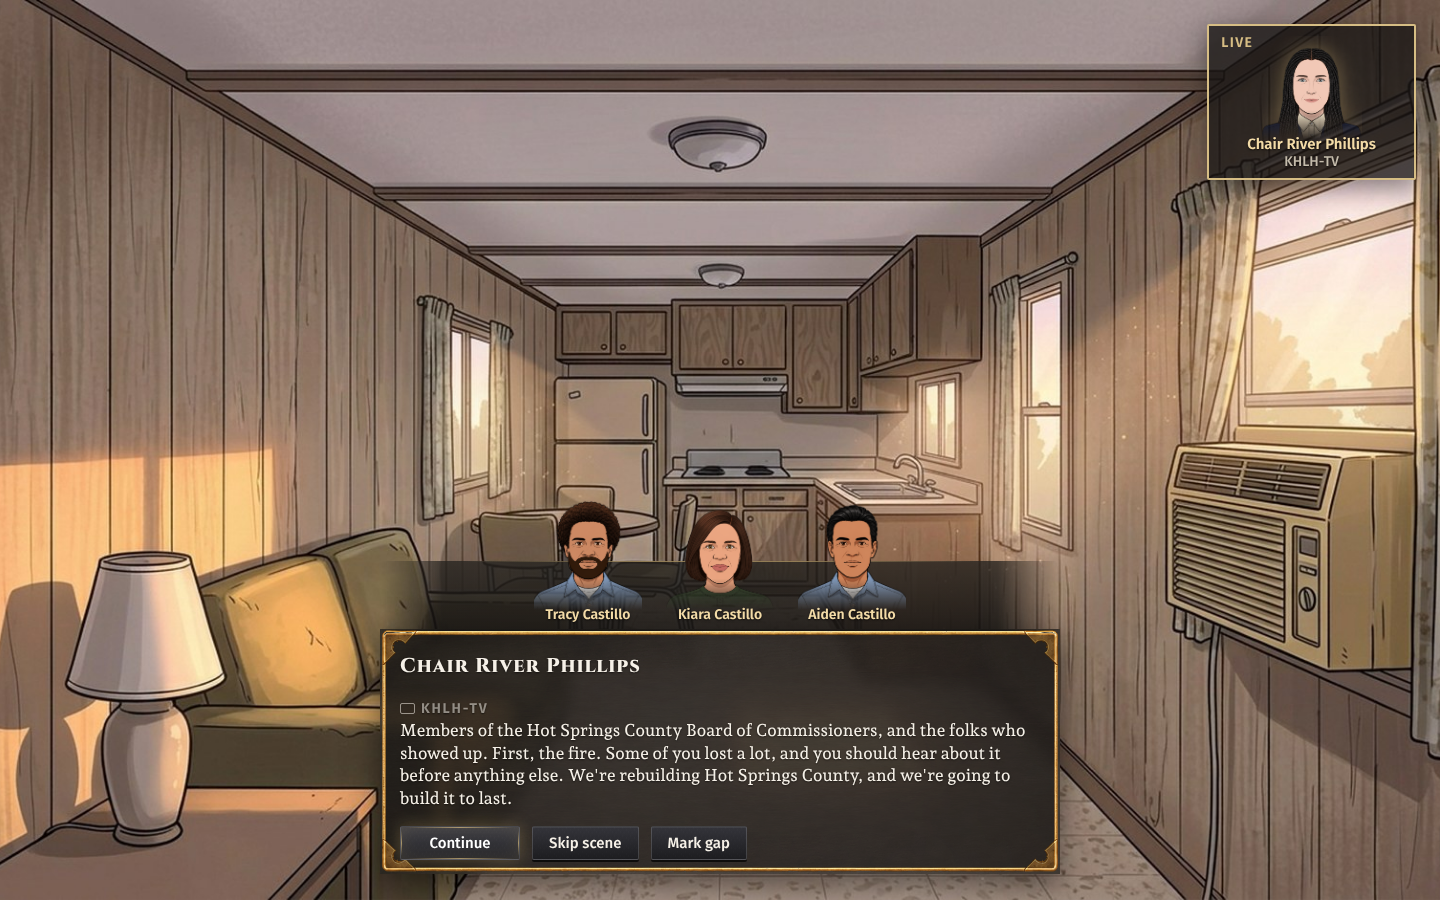 LIVE
Chair River Phillips
KHLH-TV
Tracy Castillo
Kiara Castillo
Aiden Castillo
Chair River Phillips
KHLH-TV
Members of the Hot Springs County Board of Commissioners, and the folks who
showed up. First, the fire. Some of you lost a lot, and you should hear about it
before anything else. We're rebuilding Hot Springs County, and we're going to
build it to last.
Continue
Skip scene
Mark gap